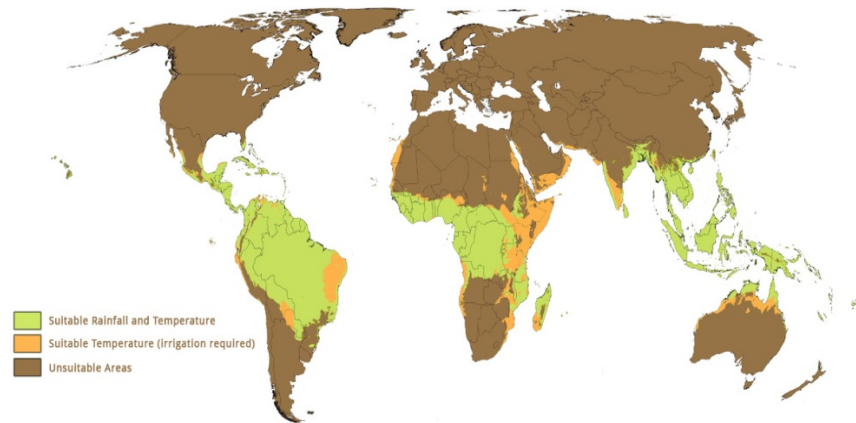 Suitable Rainfall and Temperature
Suitable Temperature (irrigation required)
Unsuitable Areas